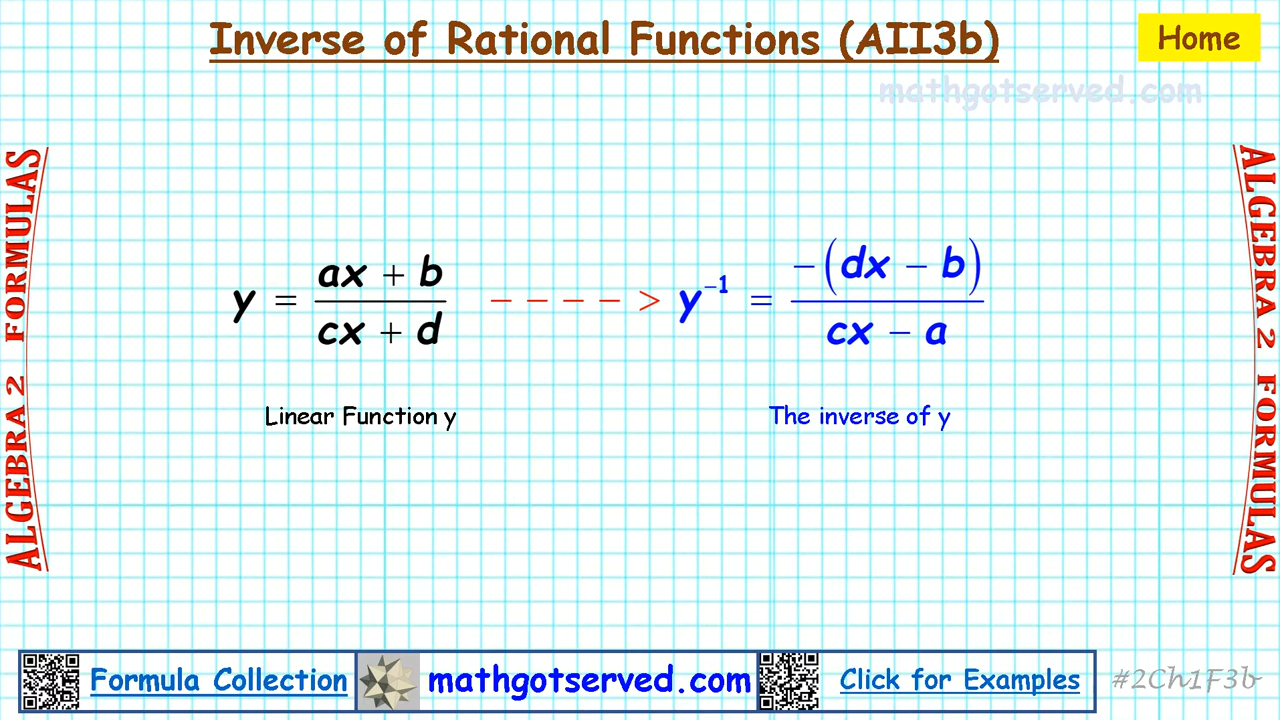 Inverse of Rational Functions (AII3b)
Home
mathgotserved.com
ALGEBRA 2 FORMULAS
y = (ax + b)/(cx + d) - - - - > y⁻¹ = -(dx - b)/(cx - a)
ALGEBRA 2 FORMULAS
Linear Function y
The inverse of y
Formula Collection
mathgotserved.com
Click for Examples
#2Ch1F3b